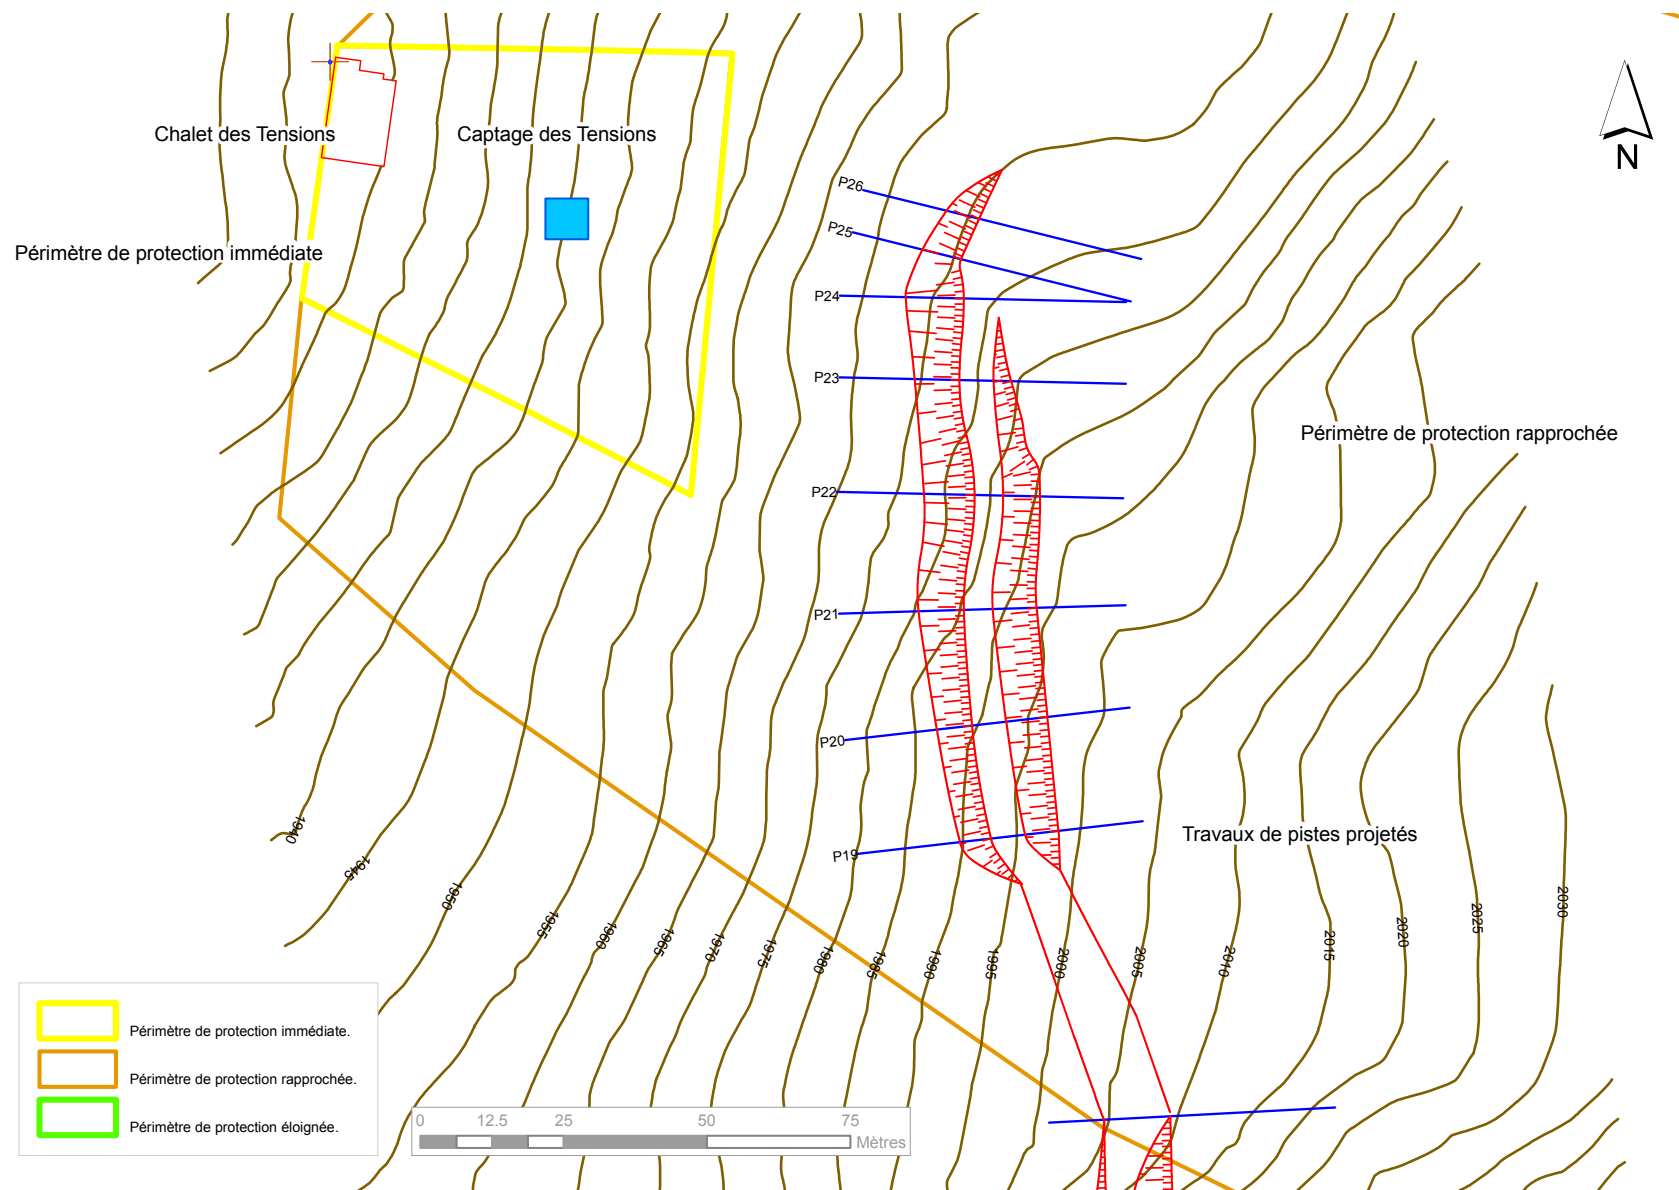 N
Chalet des Tensions
Captage des Tensions
P26
P25
Périmètre de protection immédiate
P24
P23
Périmètre de protection rapprochée
P22
P21
P20
P19
Travaux de pistes projetés
1940
1945
1950
1955
1960
1965
1970
1975
1980
1985
1990
1995
2000
2005
2010
2015
2020
2025
2030
Périmètre de protection immédiate.
Périmètre de protection rapprochée.
Périmètre de protection éloignée.
0 12.5 25 50 75
Mètres